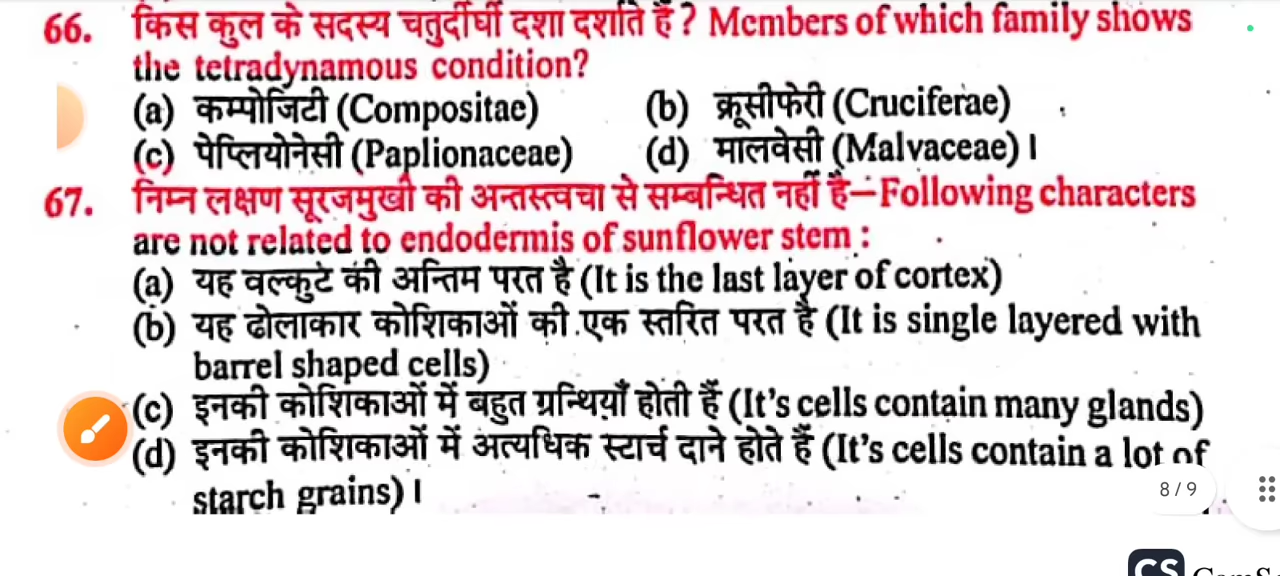 66. किस कुल के सदस्य चतुर्दीर्घी दशा दर्शाते हैं ? Members of which family shows
the tetradynamous condition?
(a) कम्पोजिटी (Compositae) (b) क्रूसीफेरी (Cruciferae)
(c) पेप्लियोनेसी (Paplionaceae) (d) मालवेसी (Malvaceae) ।
67. निम्न लक्षण सूरजमुखी की अन्तस्त्वचा से सम्बन्धित नहीं है– Following characters
are not related to endodermis of sunflower stem :
(a) यह वल्कुट की अन्तिम परत है (It is the last layer of cortex)
(b) यह ढोलाकार कोशिकाओं की एक स्तरित परत है (It is single layered with
barrel shaped cells)
(c) इनकी कोशिकाओं में बहुत ग्रन्थियाँ होती हैं (It's cells contain many glands)
(d) इनकी कोशिकाओं में अत्यधिक स्टार्च दाने होते हैं (It's cells contain a lot of
starch grains) ।
8 / 9
CS